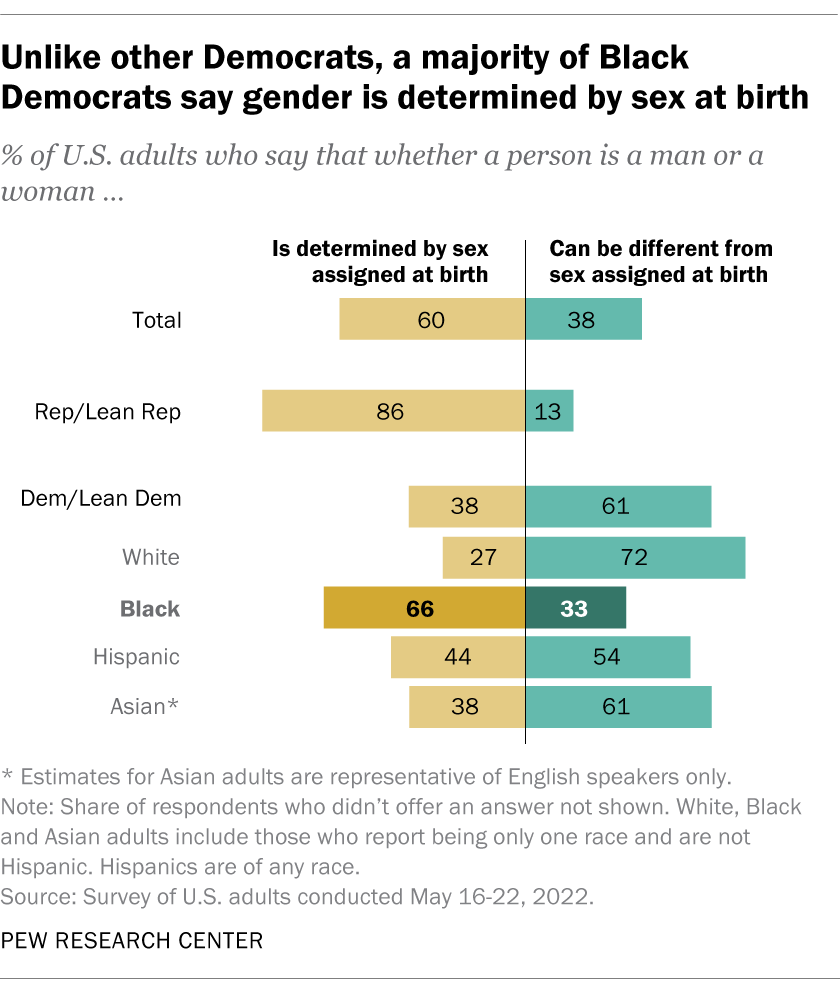 Unlike other Democrats, a majority of Black
Democrats say gender is determined by sex at birth
% of U.S. adults who say that whether a person is a man or a
woman ...
Is determined by sex
assigned at birth
Can be different from
sex assigned at birth
Total 60 38
Rep/Lean Rep 86 13
Dem/Lean Dem 38 61
White 27 72
Black 66 33
Hispanic 44 54
Asian* 38 61
* Estimates for Asian adults are representative of English speakers only.
Note: Share of respondents who didn’t offer an answer not shown. White, Black
and Asian adults include those who report being only one race and are not
Hispanic. Hispanics are of any race.
Source: Survey of U.S. adults conducted May 16-22, 2022.
PEW RESEARCH CENTER